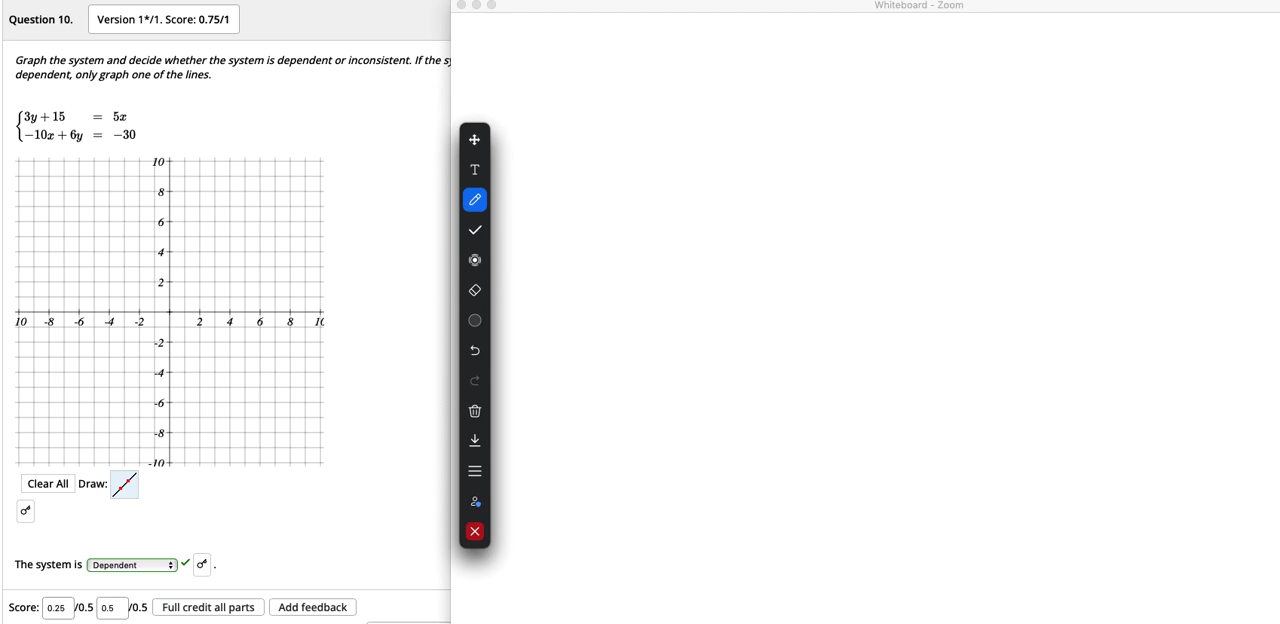 Question 10.
Version 1*/1. Score: 0.75/1
Whiteboard - Zoom
Graph the system and decide whether the system is dependent or inconsistent. If the sy
dependent, only graph one of the lines.
3y + 15 = 5x
−10x + 6y = −30
10
8
6
4
2
10 -8 -6 -4 -2 2 4 6 8 10
-2
-4
-6
-8
-10
Clear All Draw:
T
The system is Dependent .
Score: 0.25 /0.5 0.5 /0.5 Full credit all parts Add feedback